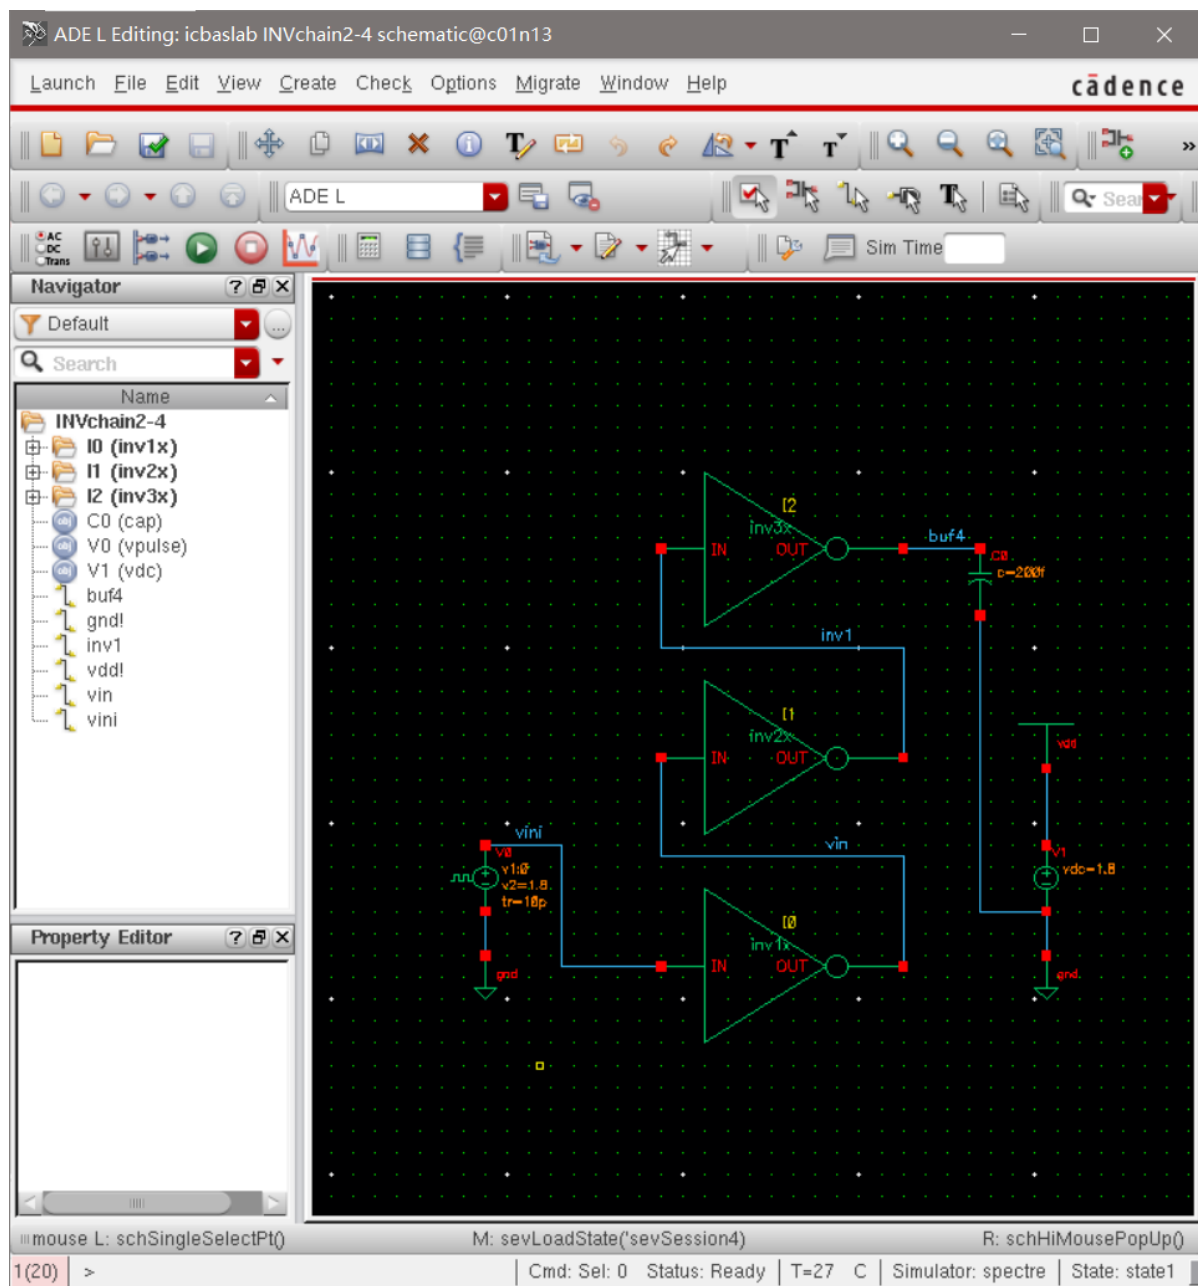 ADE L Editing: icbaslab INVchain2-4 schematic@c01n13
Launch File Edit View Create Check Options Migrate Window Help
cādence
ADE L
Sear
AC
DC
Trans
Sim Time
Navigator
Default
Search
Name
INVchain2-4
I0 (inv1x)
I1 (inv2x)
I2 (inv3x)
C0 (cap)
V0 (vpulse)
V1 (vdc)
buf4
gnd!
inv1
vdd!
vin
vini
Property Editor
I2
inv3x
IN OUT
buf4
C0
c=200f
inv1
I1
inv2x
IN OUT
vdd
vini
vin
V0
v1:0
v2=1.8
tr=10p
V1
vdc=1.8
I0
inv1x
IN OUT
gnd
gnd
mouse L: schSingleSelectPt() M: sevLoadState('sevSession4) R: schHiMousePopUp()
1(20) > Cmd: Sel: 0 Status: Ready T=27 C Simulator: spectre State: state1